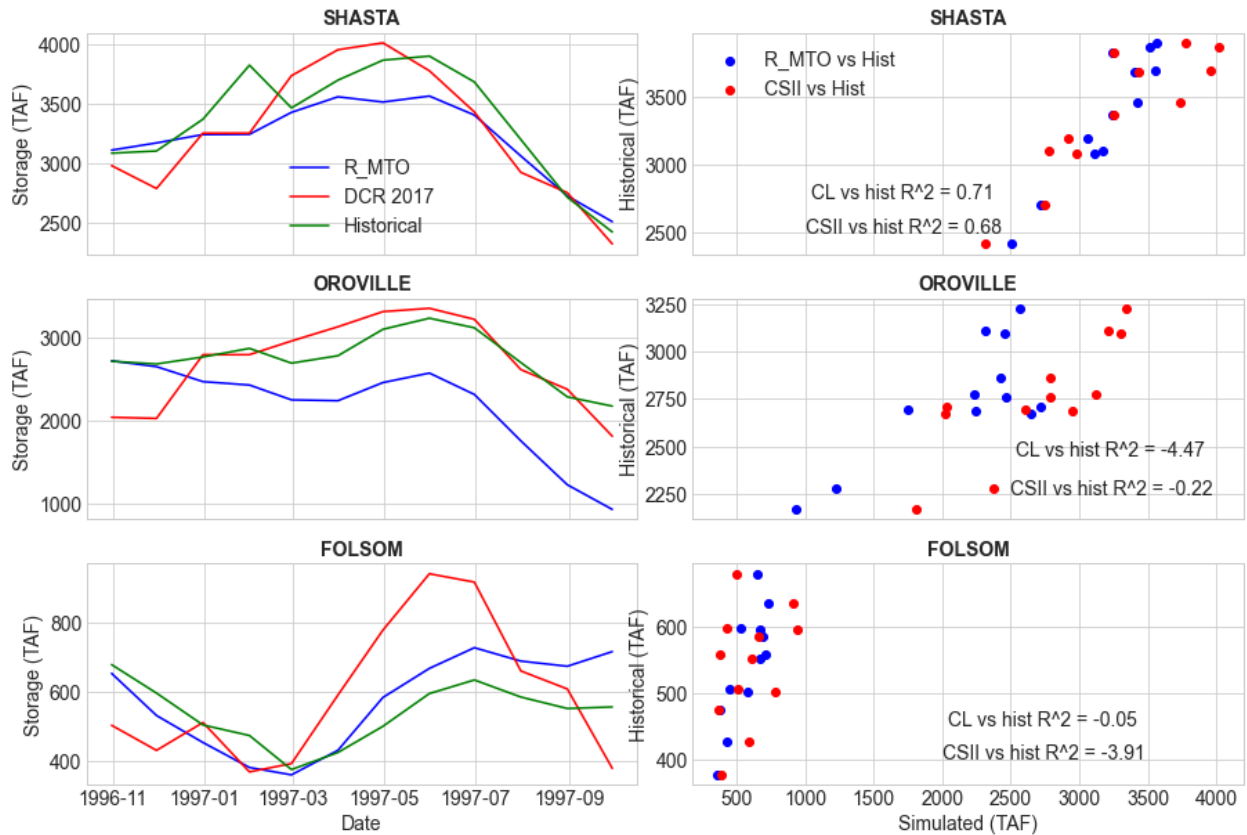 SHASTA
Storage (TAF)
4000
3500
3000
2500
R_MTO
DCR 2017
Historical
SHASTA
Historical (TAF)
3500
3000
2500
R_MTO vs Hist
CSII vs Hist
CL vs hist R^2 = 0.71
CSII vs hist R^2 = 0.68
OROVILLE
Storage (TAF)
3000
2000
1000
OROVILLE
Historical (TAF)
3250
3000
2750
2500
2250
CL vs hist R^2 = -4.47
CSII vs hist R^2 = -0.22
FOLSOM
Storage (TAF)
800
600
400
1996-11 1997-01 1997-03 1997-05 1997-07 1997-09
Date
FOLSOM
Historical (TAF)
600
500
400
CL vs hist R^2 = -0.05
CSII vs hist R^2 = -3.91
500 1000 1500 2000 2500 3000 3500 4000
Simulated (TAF)